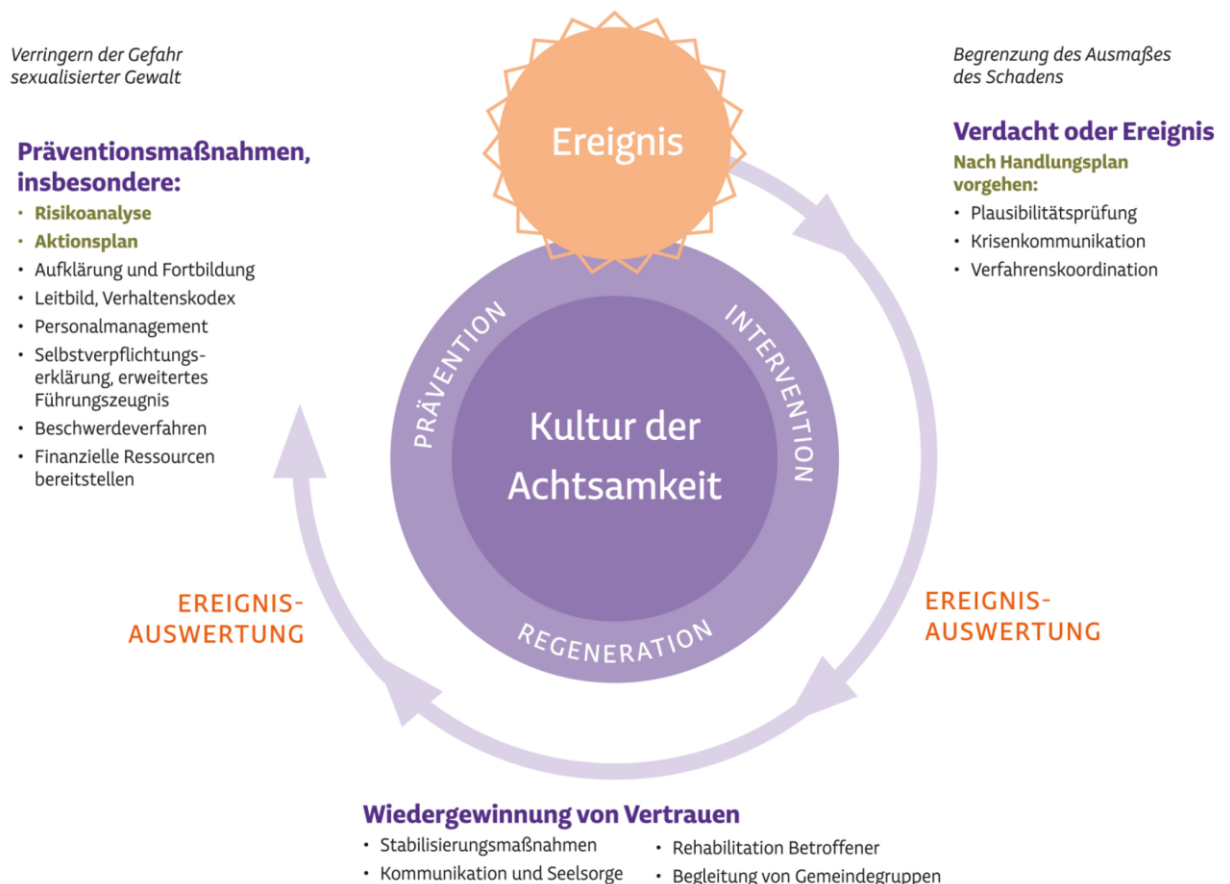 Verringern der Gefahr
sexualisierter Gewalt
Präventionsmaßnahmen,
insbesondere:
• Risikoanalyse
• Aktionsplan
• Aufklärung und Fortbildung
• Leitbild, Verhaltenskodex
• Personalmanagement
• Selbstverpflichtungs-
erklärung, erweitertes
Führungszeugnis
• Beschwerdeverfahren
• Finanzielle Ressourcen
bereitstellen
Ereignis
Begrenzung des Ausmaßes
des Schadens
Verdacht oder Ereignis
Nach Handlungsplan
vorgehen:
• Plausibilitätsprüfung
• Krisenkommunikation
• Verfahrenskoordination
PRÄVENTION
INTERVENTION
Kultur der
Achtsamkeit
REGENERATION
EREIGNIS-
AUSWERTUNG
EREIGNIS-
AUSWERTUNG
Wiedergewinnung von Vertrauen
• Stabilisierungsmaßnahmen
• Kommunikation und Seelsorge
• Rehabilitation Betroffener
• Begleitung von Gemeindegruppen